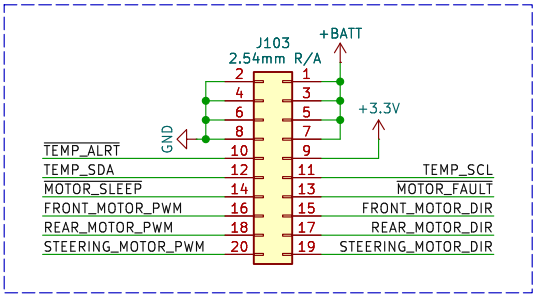 +BATT
J103
2.54mm R/A
2 1
4 3 +3.3V
6 5
GND 8 7
TEMP_ALRT 10 9
TEMP_SDA 12 11 TEMP_SCL
MOTOR_SLEEP 14 13 MOTOR_FAULT
FRONT_MOTOR_PWM 16 15 FRONT_MOTOR_DIR
REAR_MOTOR_PWM 18 17 REAR_MOTOR_DIR
STEERING_MOTOR_PWM 20 19 STEERING_MOTOR_DIR